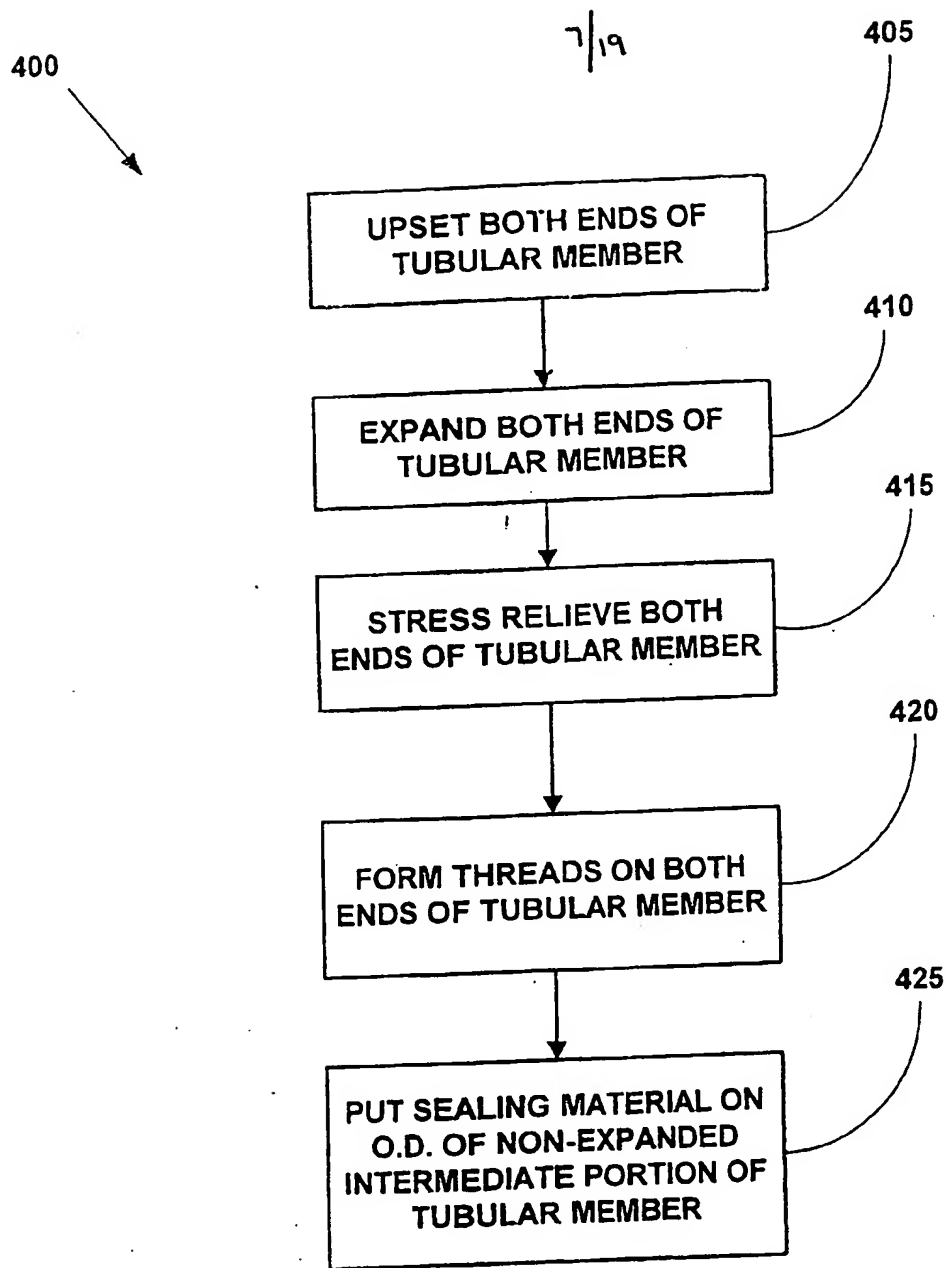 7/19
400
405
UPSET BOTH ENDS OF
TUBULAR MEMBER
410
EXPAND BOTH ENDS OF
TUBULAR MEMBER
415
STRESS RELIEVE BOTH
ENDS OF TUBULAR MEMBER
420
FORM THREADS ON BOTH
ENDS OF TUBULAR MEMBER
425
PUT SEALING MATERIAL ON
O.D. OF NON-EXPANDED
INTERMEDIATE PORTION OF
TUBULAR MEMBER